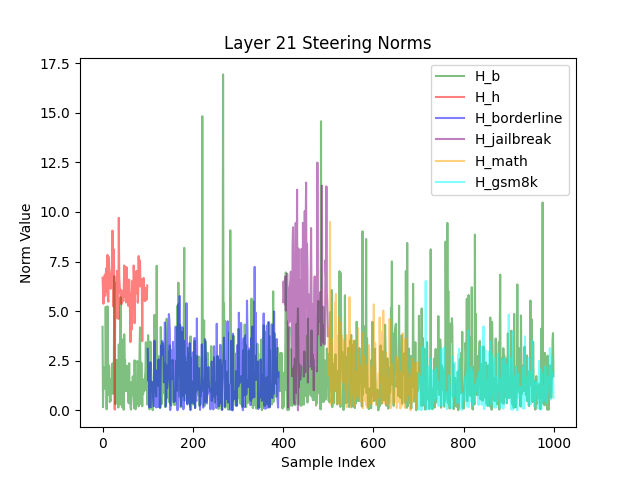 Layer 21 Steering Norms
17.5
15.0
12.5
10.0
7.5
5.0
2.5
0.0
Norm Value
H_b
H_h
H_borderline
H_jailbreak
H_math
H_gsm8k
0
200
400
600
800
1000
Sample Index